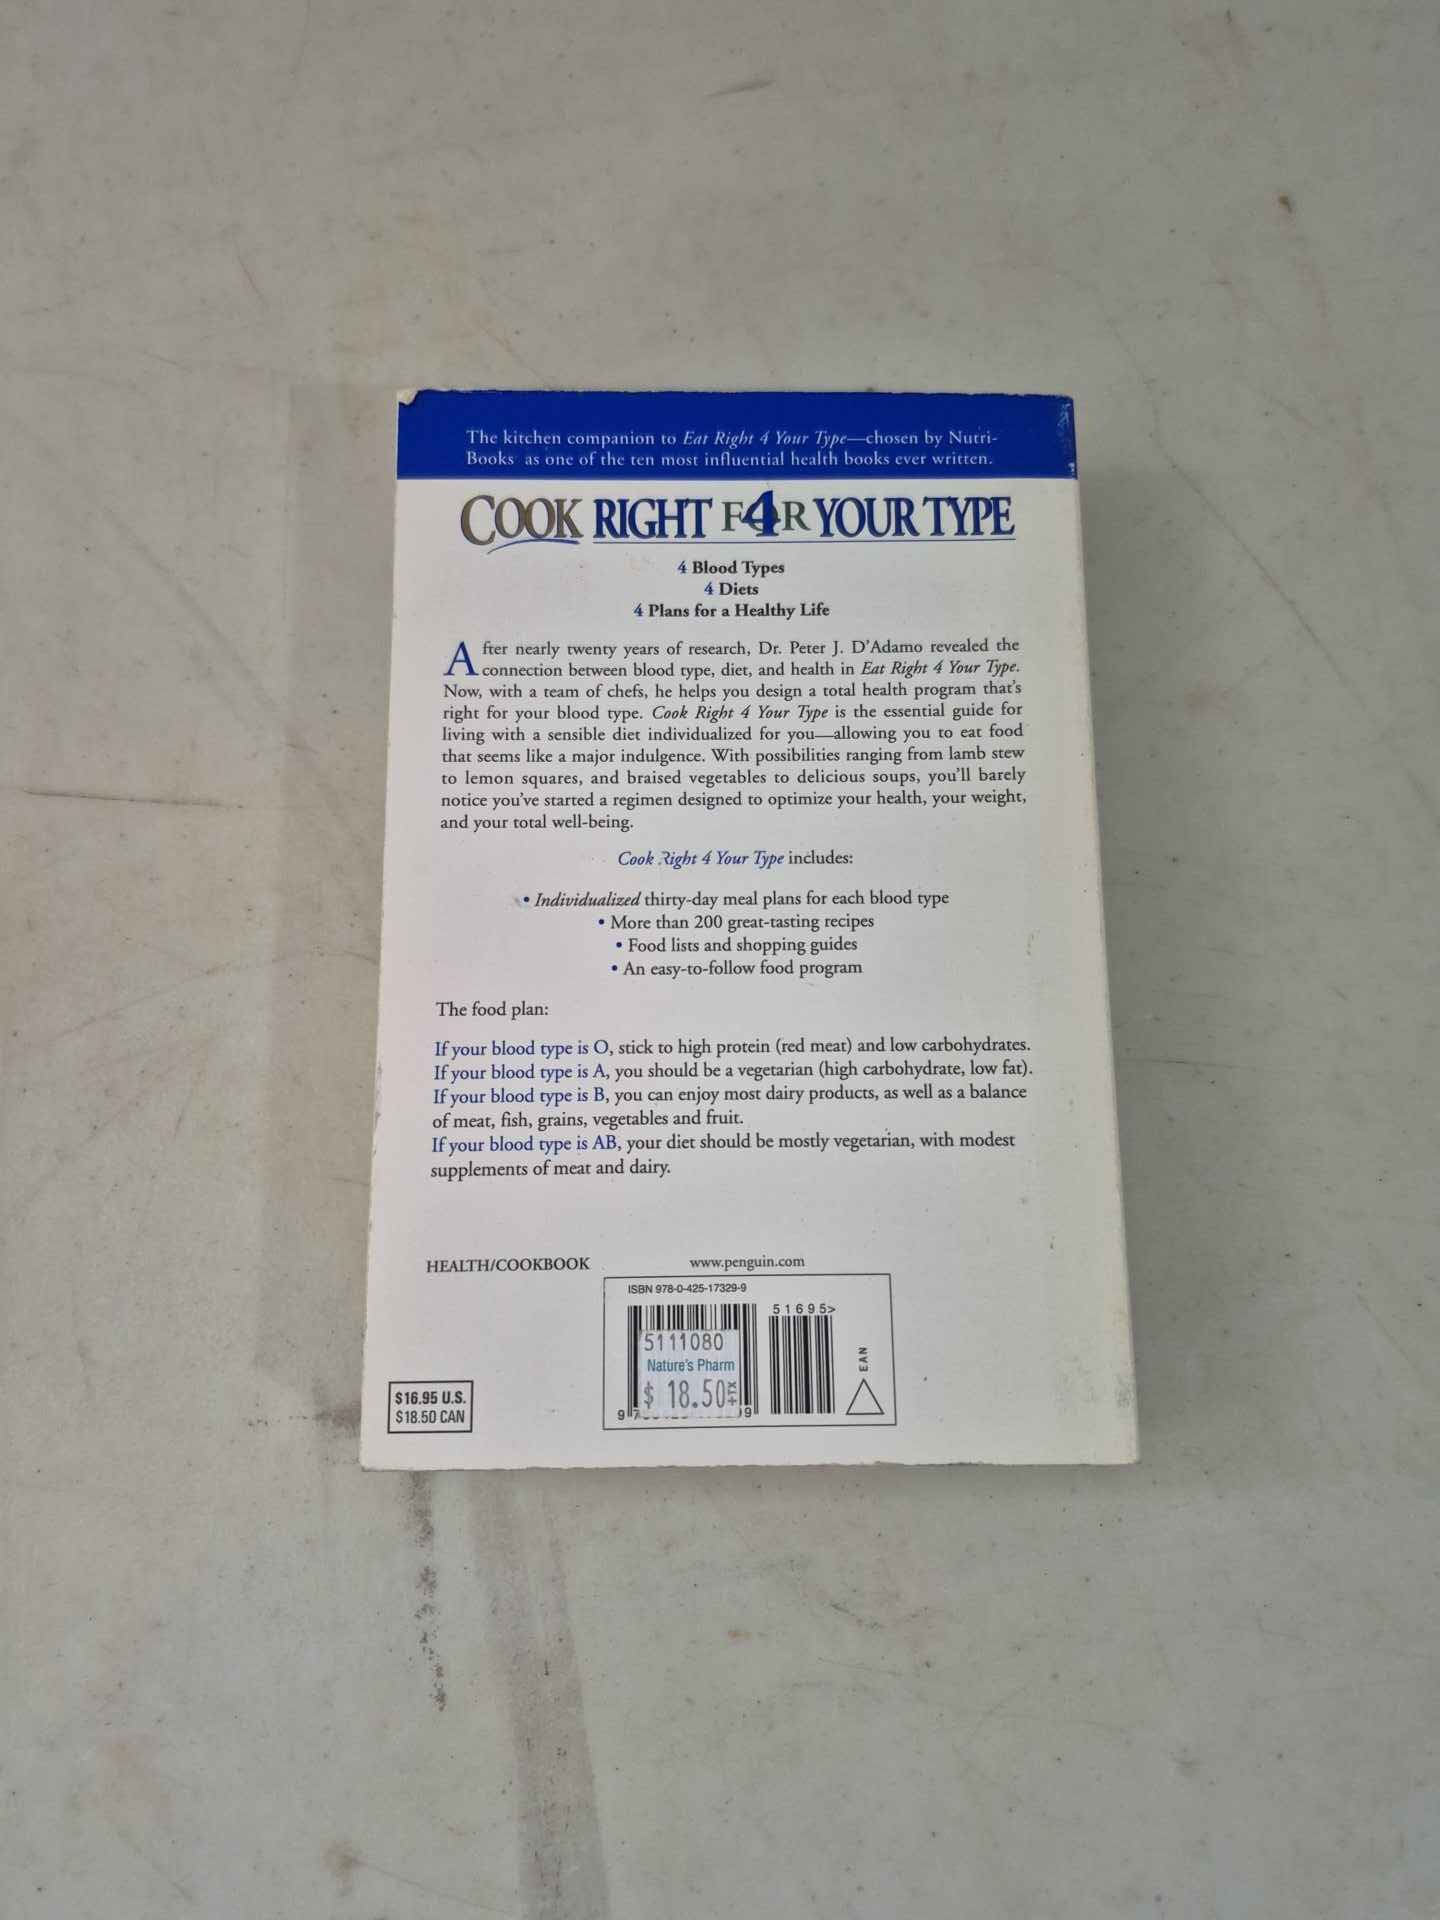 The kitchen companion to Eat Right 4 Your Type—chosen by Nutri-
Books as one of the ten most influential health books ever written.
COOK RIGHT FOR 4 YOUR TYPE
4 Blood Types
4 Diets
4 Plans for a Healthy Life
After nearly twenty years of research, Dr. Peter J. D'Adamo revealed the
connection between blood type, diet, and health in Eat Right 4 Your Type.
Now, with a team of chefs, he helps you design a total health program that's
right for your blood type. Cook Right 4 Your Type is the essential guide for
living with a sensible diet individualized for you—allowing you to eat food
that seems like a major indulgence. With possibilities ranging from lamb stew
to lemon squares, and braised vegetables to delicious soups, you'll barely
notice you've started a regimen designed to optimize your health, your weight,
and your total well-being.
Cook Right 4 Your Type includes:
• Individualized thirty-day meal plans for each blood type
• More than 200 great-tasting recipes
• Food lists and shopping guides
• An easy-to-follow food program
The food plan:
If your blood type is O, stick to high protein (red meat) and low carbohydrates.
If your blood type is A, you should be a vegetarian (high carbohydrate, low fat).
If your blood type is B, you can enjoy most dairy products, as well as a balance
of meat, fish, grains, vegetables and fruit.
If your blood type is AB, your diet should be mostly vegetarian, with modest
supplements of meat and dairy.
HEALTH/COOKBOOK
www.penguin.com
ISBN 978-0-425-17329-9
51695>
5111080
Nature's Pharm
$ 18.50+TX
EAN
$16.95 U.S.
$18.50 CAN